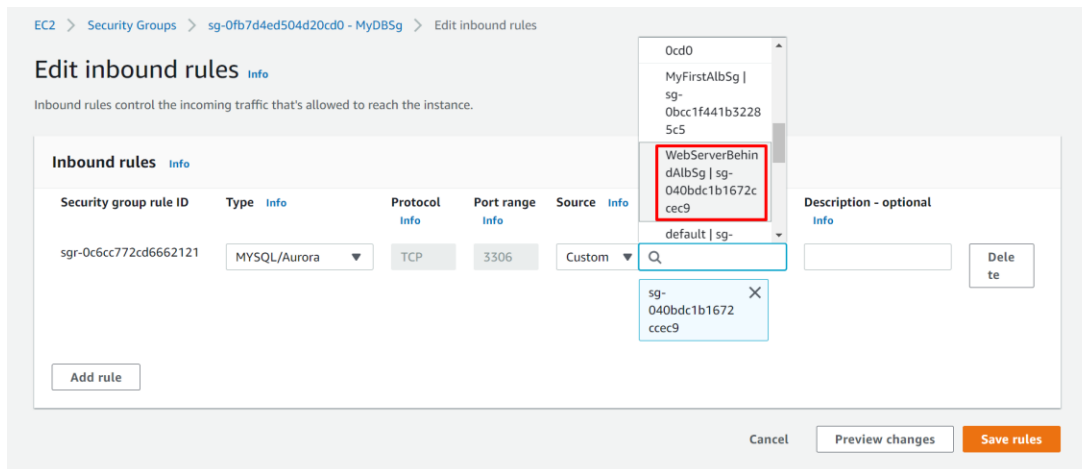 EC2 > Security Groups > sg-0fb7d4ed504d20cd0 - MyDBSg > Edit inbound rules
Edit inbound rules Info
Inbound rules control the incoming traffic that's allowed to reach the instance.
0cd0
MyFirstAlbSg |
sg-
0bcc1f441b3228
5c5
WebServerBehin
dAlbSg | sg-
040bdc1b1672c
cec9
default | sg-
Inbound rules Info
Security group rule ID
Type Info
Protocol
Info
Port range
Info
Source Info
Description - optional
Info
sgr-0c6cc772cd6662121
MYSQL/Aurora
TCP
3306
Custom
sg-
040bdc1b1672
ccec9
Dele
te
Add rule
Cancel
Preview changes
Save rules